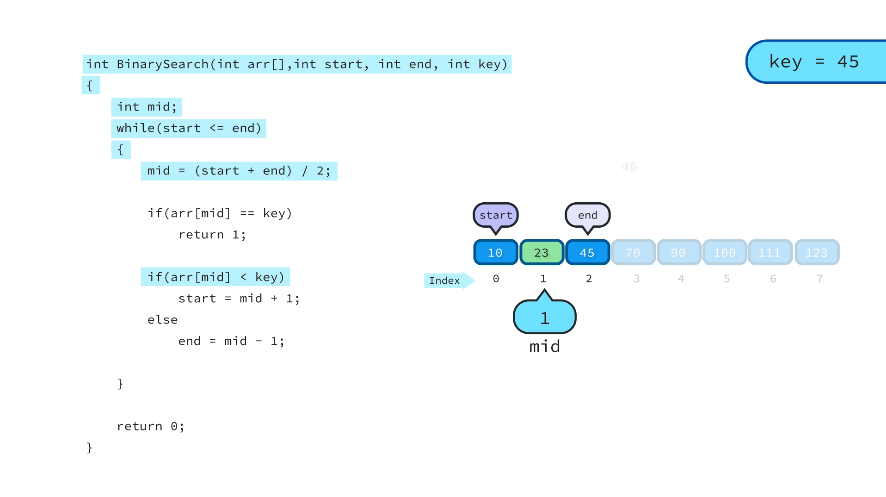 key = 45
int BinarySearch(int arr[],int start, int end, int key)
{
int mid;
while(start <= end)
{
mid = (start + end) / 2;
if(arr[mid] == key)
return 1;
if(arr[mid] < key)
start = mid + 1;
else
end = mid - 1;
}
return 0;
}
45
start end
10 23 45 70 90 100 111 123
Index 0 1 2 3 4 5 6 7
1
mid